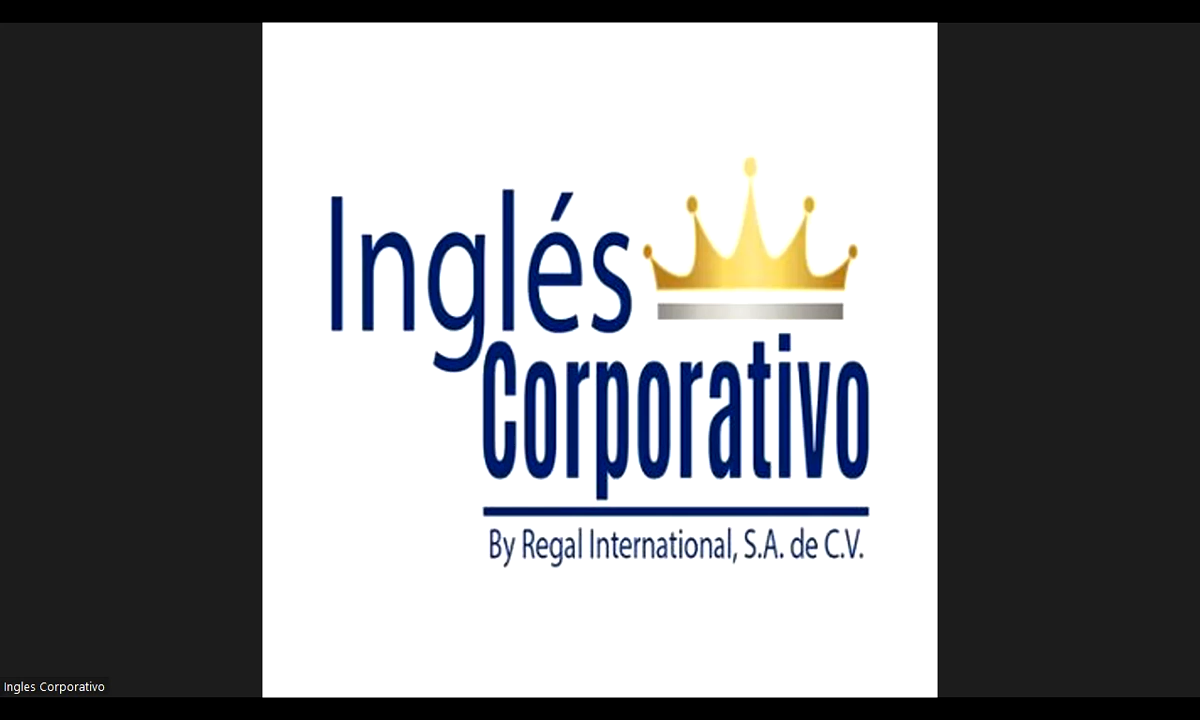 Inglés
Corporativo
By Regal International, S.A. de C.V.
Ingles Corporativo